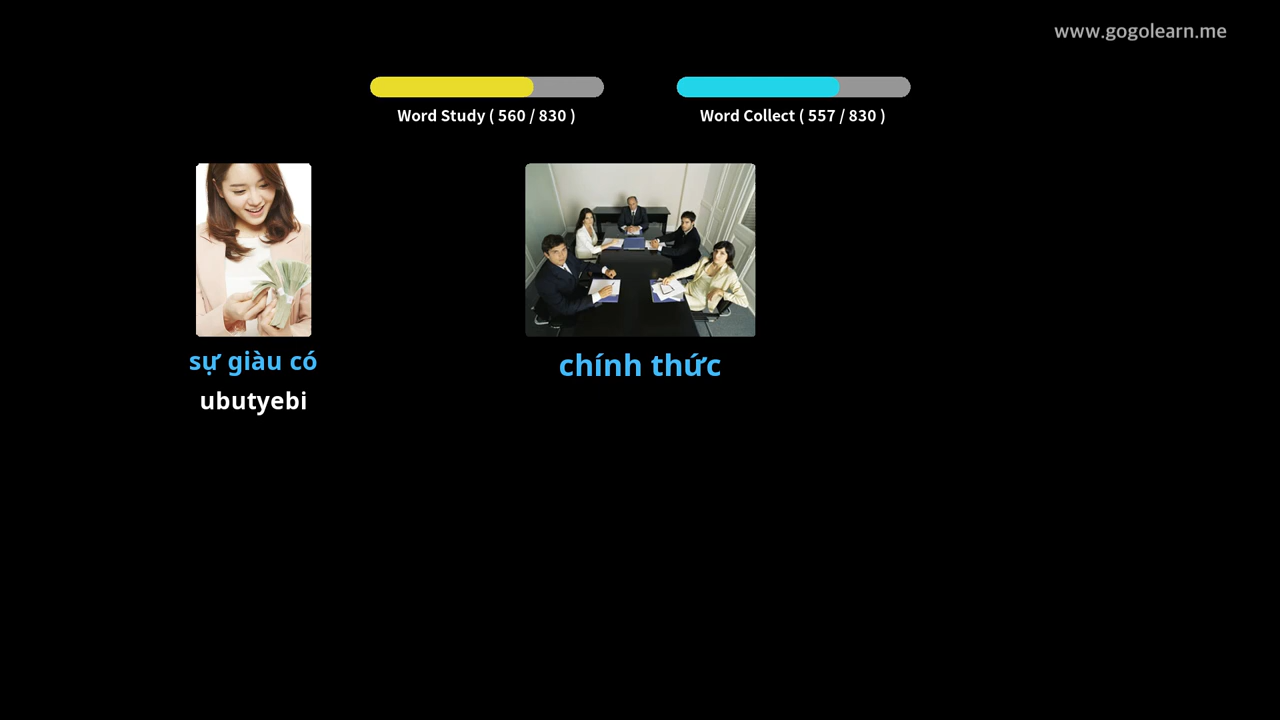 www.gogolearn.me
Word Study ( 560 / 830 )
Word Collect ( 557 / 830 )
sự giàu có
ubutyebi
chính thức